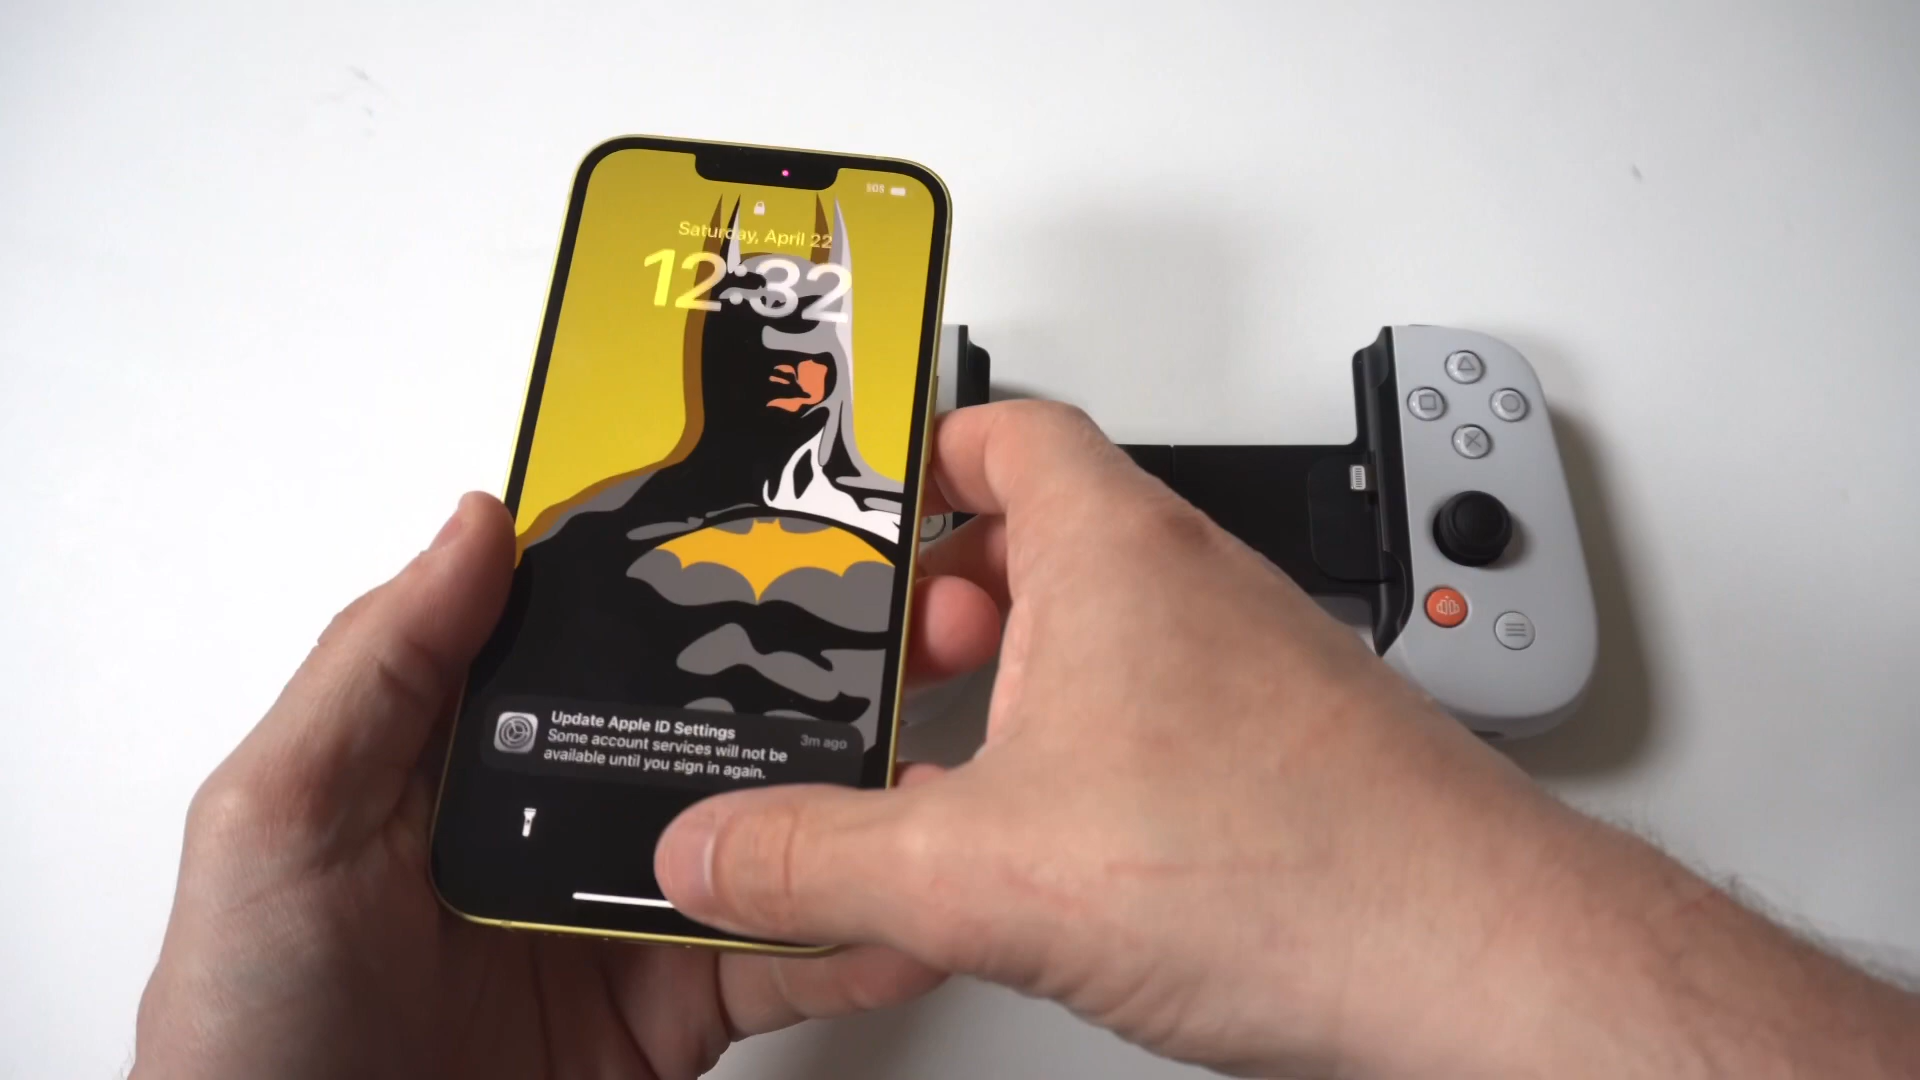 SOS
Saturday, April 22
12:32
Update Apple ID Settings
3m ago
Some account services will not be
available until you sign in again.